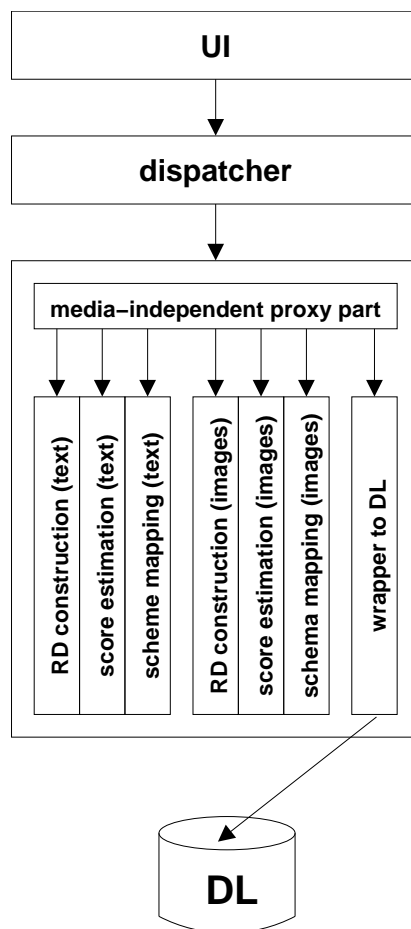 UI
dispatcher
media−independent proxy part
RD construction (text)
score estimation (text)
scheme mapping (text)
RD construction (images)
score estimation (images)
schema mapping (images)
wrapper to DL
DL